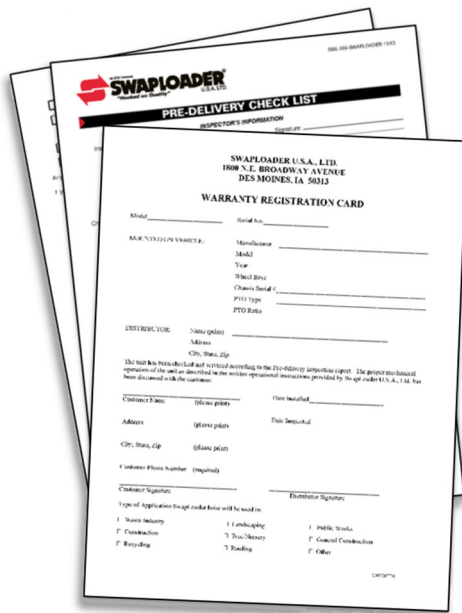 SWL-059-SWAPLOADER
SWAPLOADER
U.S.A., LTD.
"Hooked on Quality"
PRE-DELIVERY CHECK LIST
INSPECTOR'S INFORMATION
Signature:
SWAPLOADER U.S.A., LTD.
1800 N.E. BROADWAY AVENUE
DES MOINES, IA 50313
WARRANTY REGISTRATION CARD
Model Serial No.
MOUNTED ON VEHICLE: Manufacturer
Model
Year
Wheel Base
Chassis Serial #
PTO Type
PTO Ratio
DISTRIBUTOR: Name (print)
Address
City, State, Zip
The unit has been checked and serviced according to the Pre-delivery inspection report. The proper mechanical
operation of the unit as described in the written operational instructions provided by SwapLoader U.S.A., Ltd. has
been discussed with the customer.
Customer Name (please print) Date Installed
Address (please print) Date Inspected
City, State, Zip (please print)
Customer Phone Number (required)
Customer Signature Distributor Signature
Type of Application SwapLoader hoist will be used in:
Waste Industry Landscaping Public Works
Construction Tree/Nursery General Construction
Recycling Roofing Other